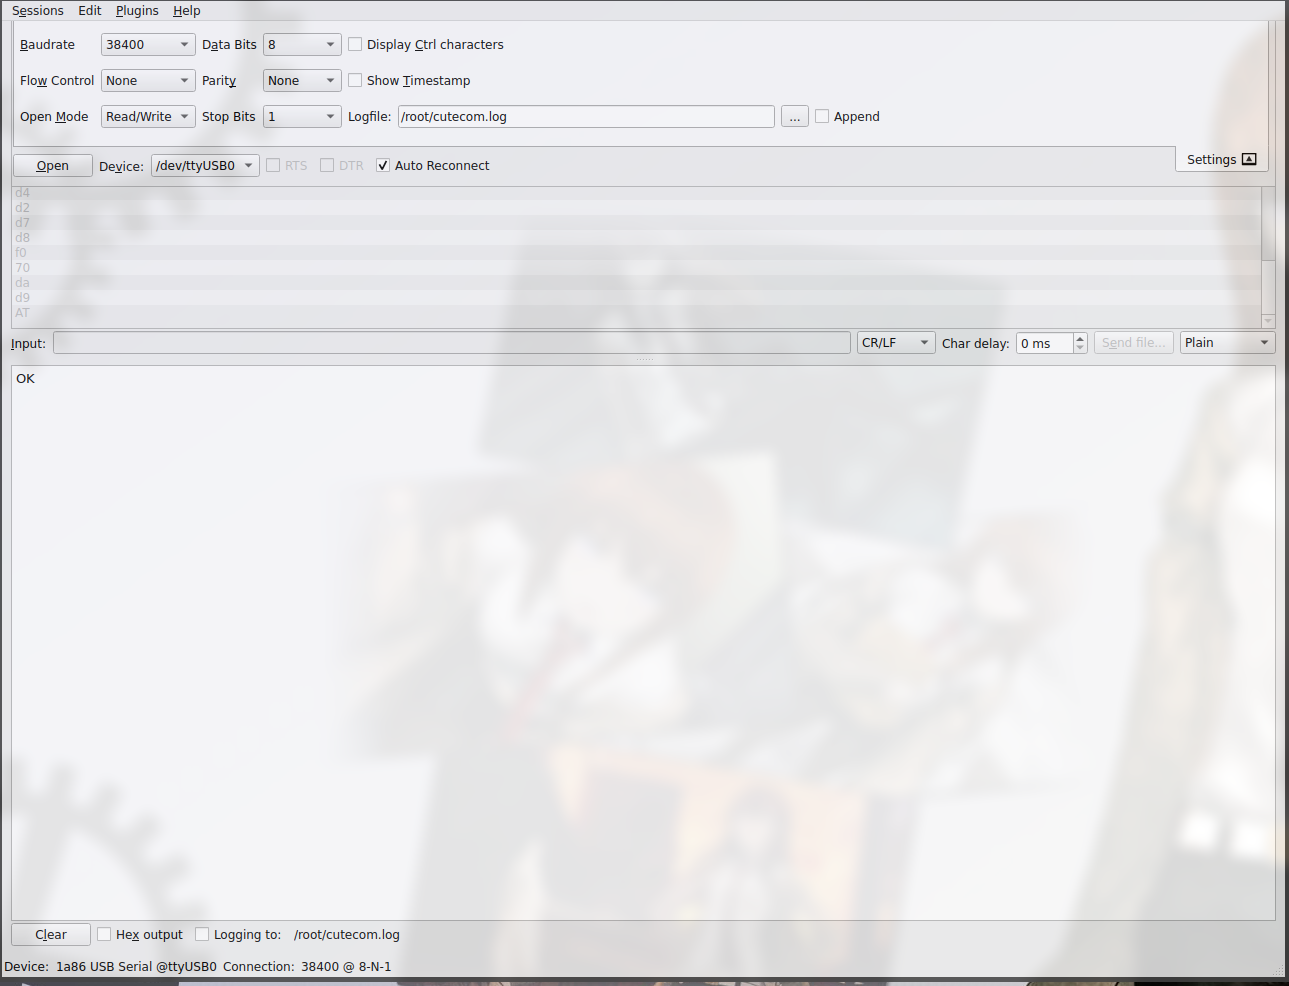 Sessions Edit Plugins Help
Baudrate 38400 Data Bits 8 Display Ctrl characters
Flow Control None Parity None Show Timestamp
Open Mode Read/Write Stop Bits 1 Logfile: /root/cutecom.log ... Append
Open Device: /dev/ttyUSB0 RTS DTR Auto Reconnect Settings
d4
d2
d7
d8
f0
70
da
d9
AT
Input: CR/LF Char delay: 0 ms Send file... Plain
OK
Clear Hex output Logging to: /root/cutecom.log
Device: 1a86 USB Serial @ttyUSB0 Connection: 38400 @ 8-N-1